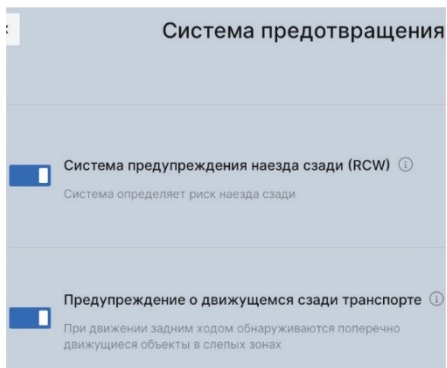 Система предотвращения
Система предупреждения наезда сзади (RCW)
Система определяет риск наезда сзади
Предупреждение о движущемся сзади транспорте
При движении задним ходом обнаруживаются поперечно
движущиеся объекты в слепых зонах